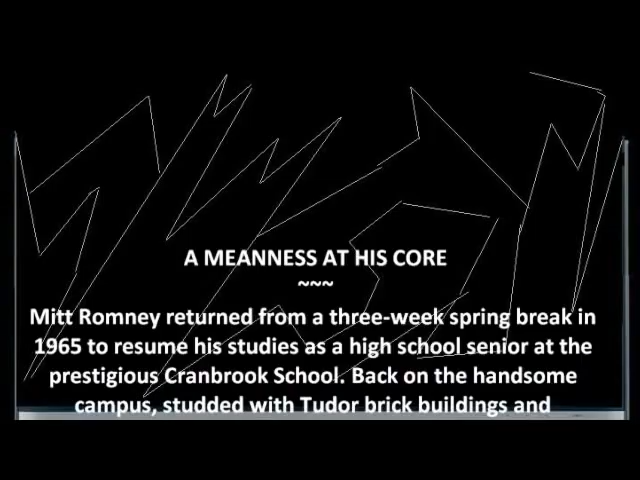 A MEANNESS AT HIS CORE
~~~
Mitt Romney returned from a three-week spring break in
1965 to resume his studies as a high school senior at the
prestigious Cranbrook School. Back on the handsome
campus, studded with Tudor brick buildings and